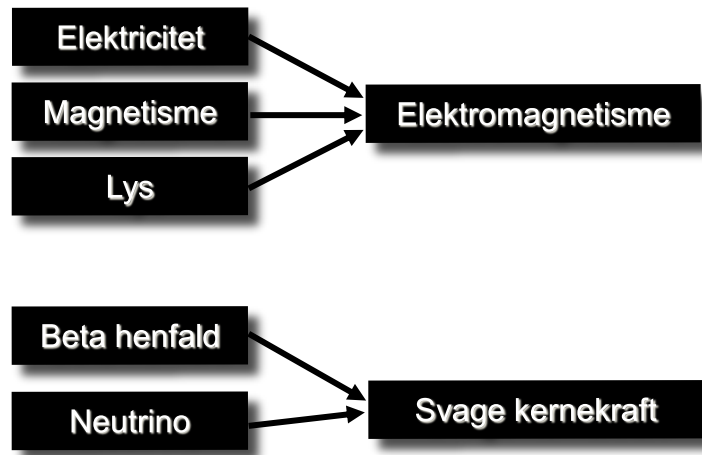 Elektricitet
Magnetisme
Lys
Elektromagnetisme
Beta henfald
Neutrino
Svage kernekraft